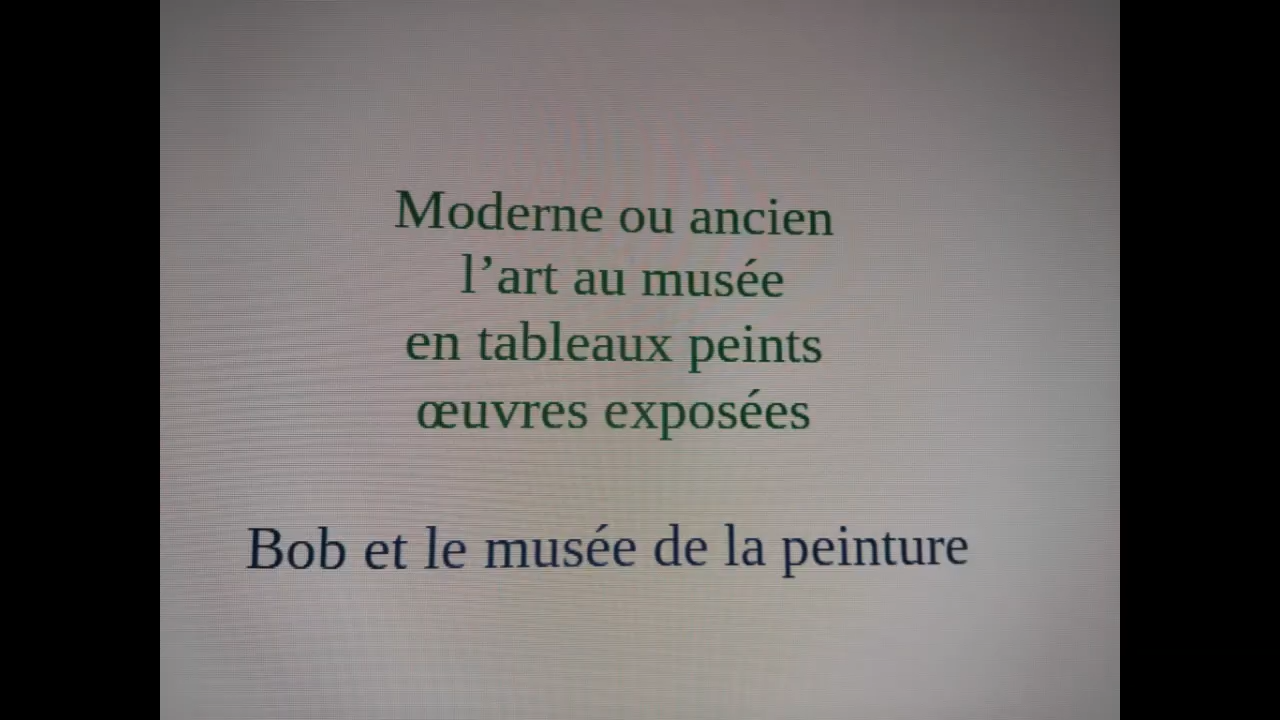 Moderne ou ancien
l’art au musée
en tableaux peints
œuvres exposées
Bob et le musée de la peinture